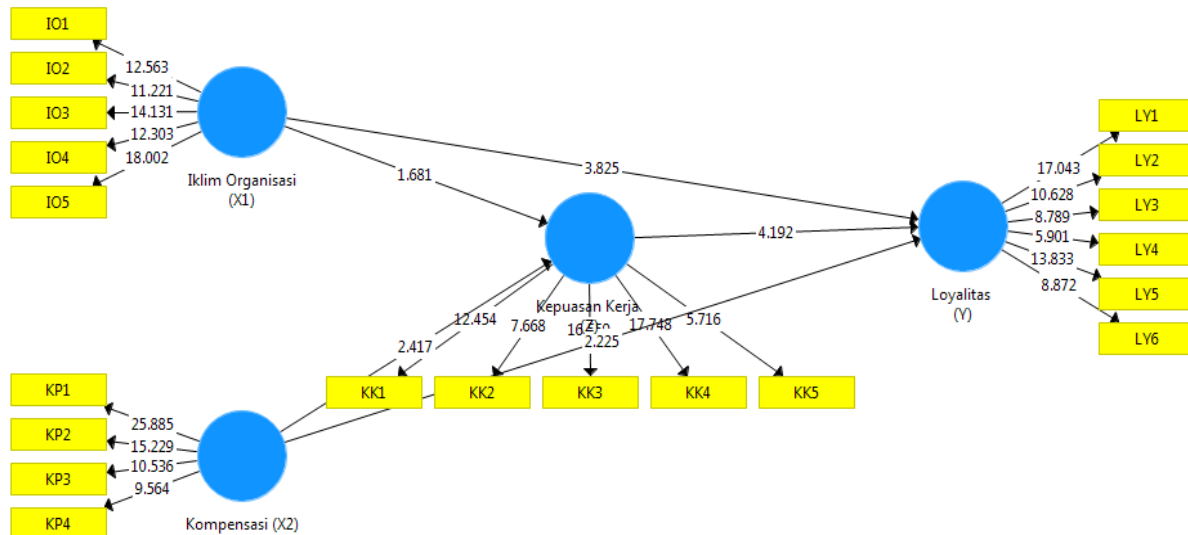 IO1
IO2
IO3
IO4
IO5
12.563
11.221
14.131
12.303
18.002
Iklim Organisasi
(X1)
1.681
3.825
4.192
Kepuasan Kerja
(Z)
12.454
7.668
17.748
5.716
2.417
2.225
KK1
KK2
KK3
KK4
KK5
LY1
LY2
LY3
LY4
LY5
LY6
17.043
10.628
8.789
5.901
13.833
8.872
Loyalitas
(Y)
KP1
KP2
KP3
KP4
25.885
15.229
10.536
9.564
Kompensasi (X2)